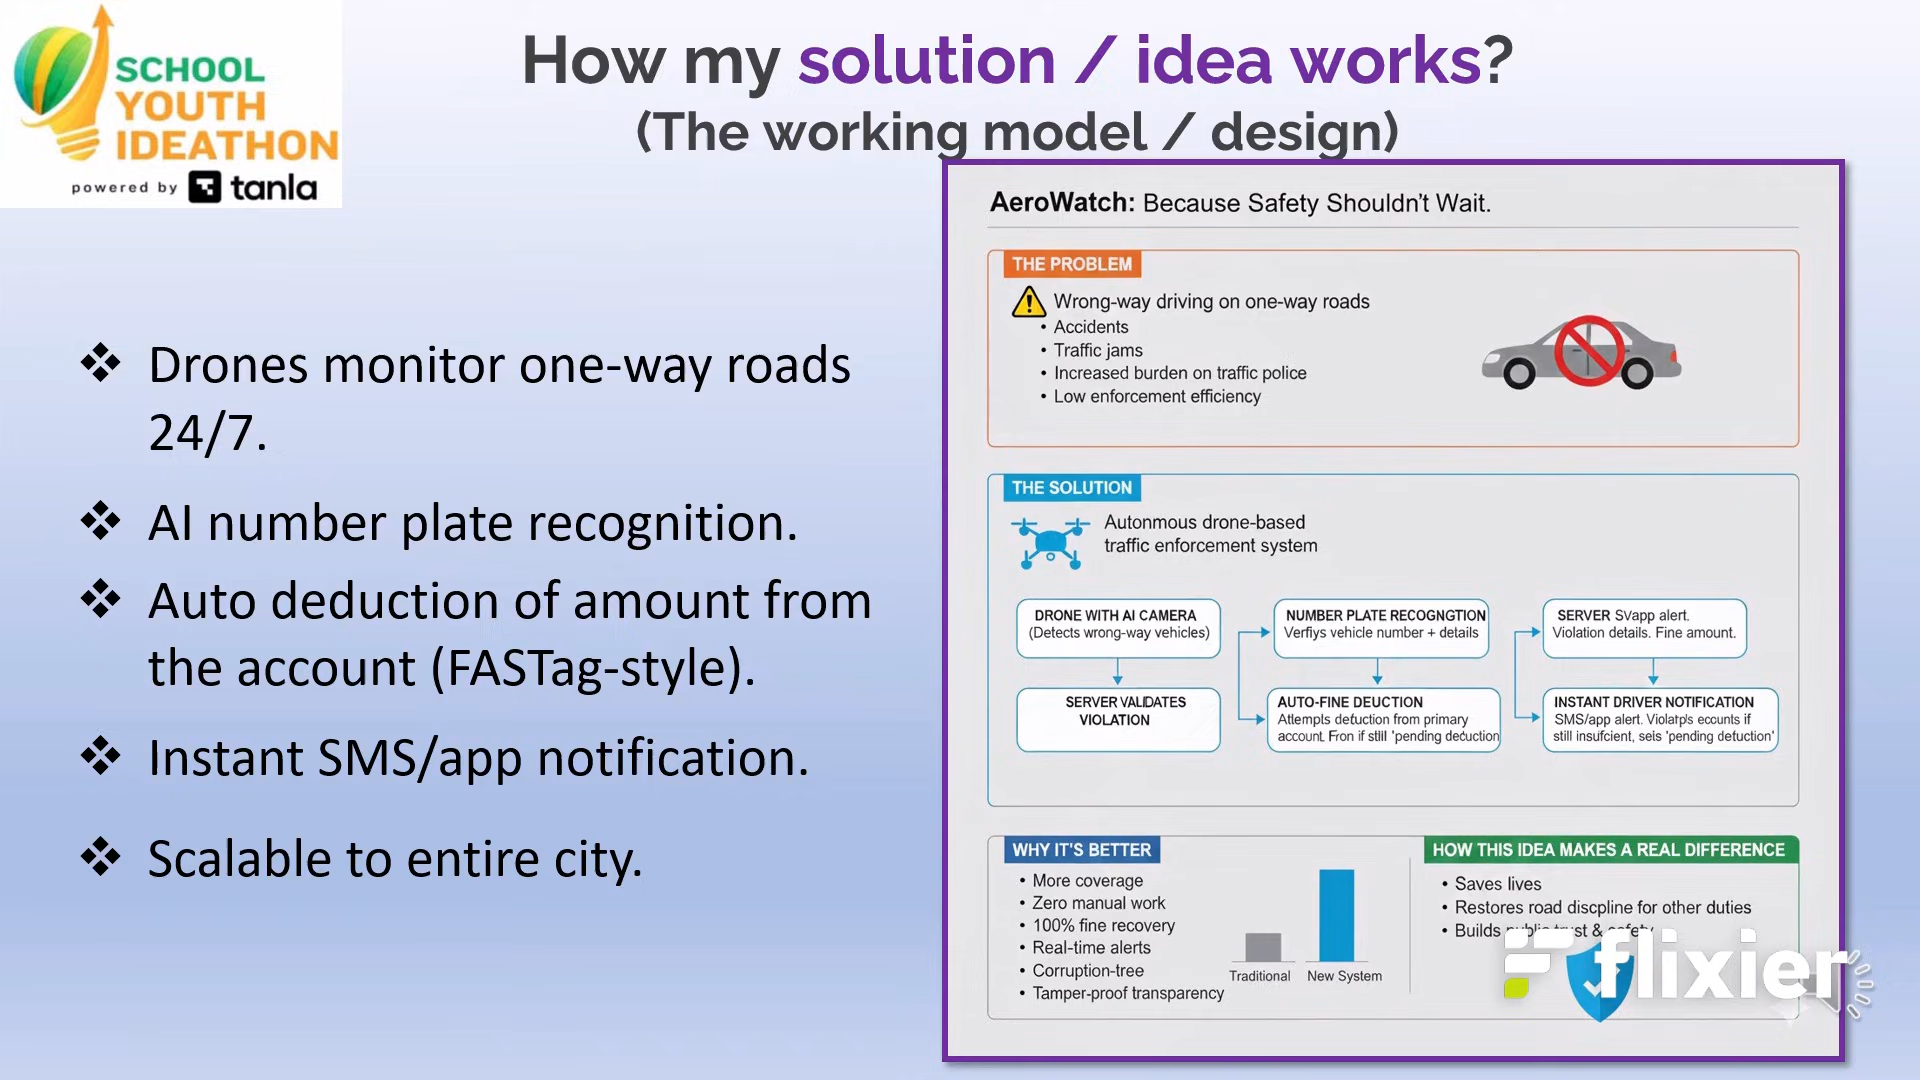 SCHOOL
YOUTH
IDEATHON
powered by tanla
How my solution / idea works?
(The working model / design)
❖ Drones monitor one-way roads
24/7.
❖ AI number plate recognition.
❖ Auto deduction of amount from
the account (FASTag-style).
❖ Instant SMS/app notification.
❖ Scalable to entire city.
AeroWatch: Because Safety Shouldn't Wait.
THE PROBLEM
Wrong-way driving on one-way roads
• Accidents
• Traffic jams
• Increased burden on traffic police
• Low enforcement efficiency
THE SOLUTION
Autonmous drone-based
traffic enforcement system
DRONE WITH AI CAMERA
(Detects wrong-way vehicles)
SERVER VALIDATES
VIOLATION
NUMBER PLATE RECOGNGTION
Verfiys vehicle number + details
AUTO-FINE DEUCTION
Attempls detuction from primary
account. Fron if still 'pending deduction
SERVER SVapp alert.
Violation details. Fine amount.
INSTANT DRIVER NOTIFICATION
SMS/app alert. Violatpls ecounts if
still insufcient, sels 'pending detuction'
WHY IT'S BETTER
• More coverage
• Zero manual work
• 100% fine recovery
• Real-time alerts
• Corruption-tree
• Tamper-proof transparency
Traditional
New System
HOW THIS IDEA MAKES A REAL DIFFERENCE
• Saves lives
• Restores road discpline for other duties
• Builds public trust & safety
flixier